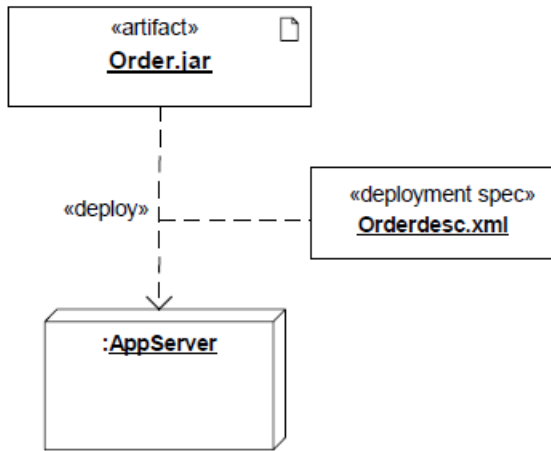 «artifact»
Order.jar
«deploy»
«deployment spec»
Orderdesc.xml
:AppServer